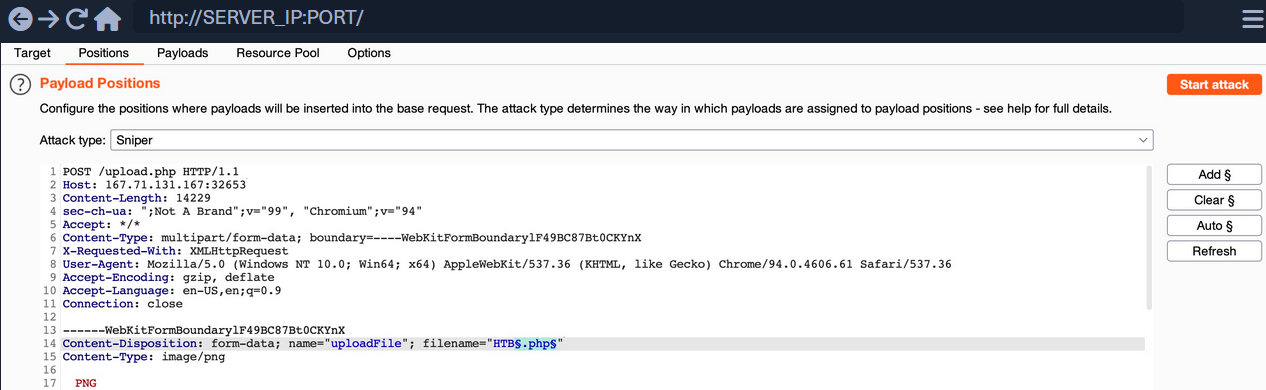 http://SERVER_IP:PORT/
Target Positions Payloads Resource Pool Options
? Payload Positions
Start attack
Configure the positions where payloads will be inserted into the base request. The attack type determines the way in which payloads are assigned to payload positions - see help for full details.
Attack type: Sniper
1 POST /upload.php HTTP/1.1
2 Host: 167.71.131.167:32653
3 Content-Length: 14229
4 sec-ch-ua: ";Not A Brand";v="99", "Chromium";v="94"
5 Accept: */*
6 Content-Type: multipart/form-data; boundary=----WebKitFormBoundarylF49BC87Bt0CKYnX
7 X-Requested-With: XMLHttpRequest
8 User-Agent: Mozilla/5.0 (Windows NT 10.0; Win64; x64) AppleWebKit/537.36 (KHTML, like Gecko) Chrome/94.0.4606.61 Safari/537.36
9 Accept-Encoding: gzip, deflate
10 Accept-Language: en-US,en;q=0.9
11 Connection: close
12
13 ------WebKitFormBoundarylF49BC87Bt0CKYnX
14 Content-Disposition: form-data; name="uploadFile"; filename="HTB§.php§"
15 Content-Type: image/png
16
17 PNG
Add §
Clear §
Auto §
Refresh